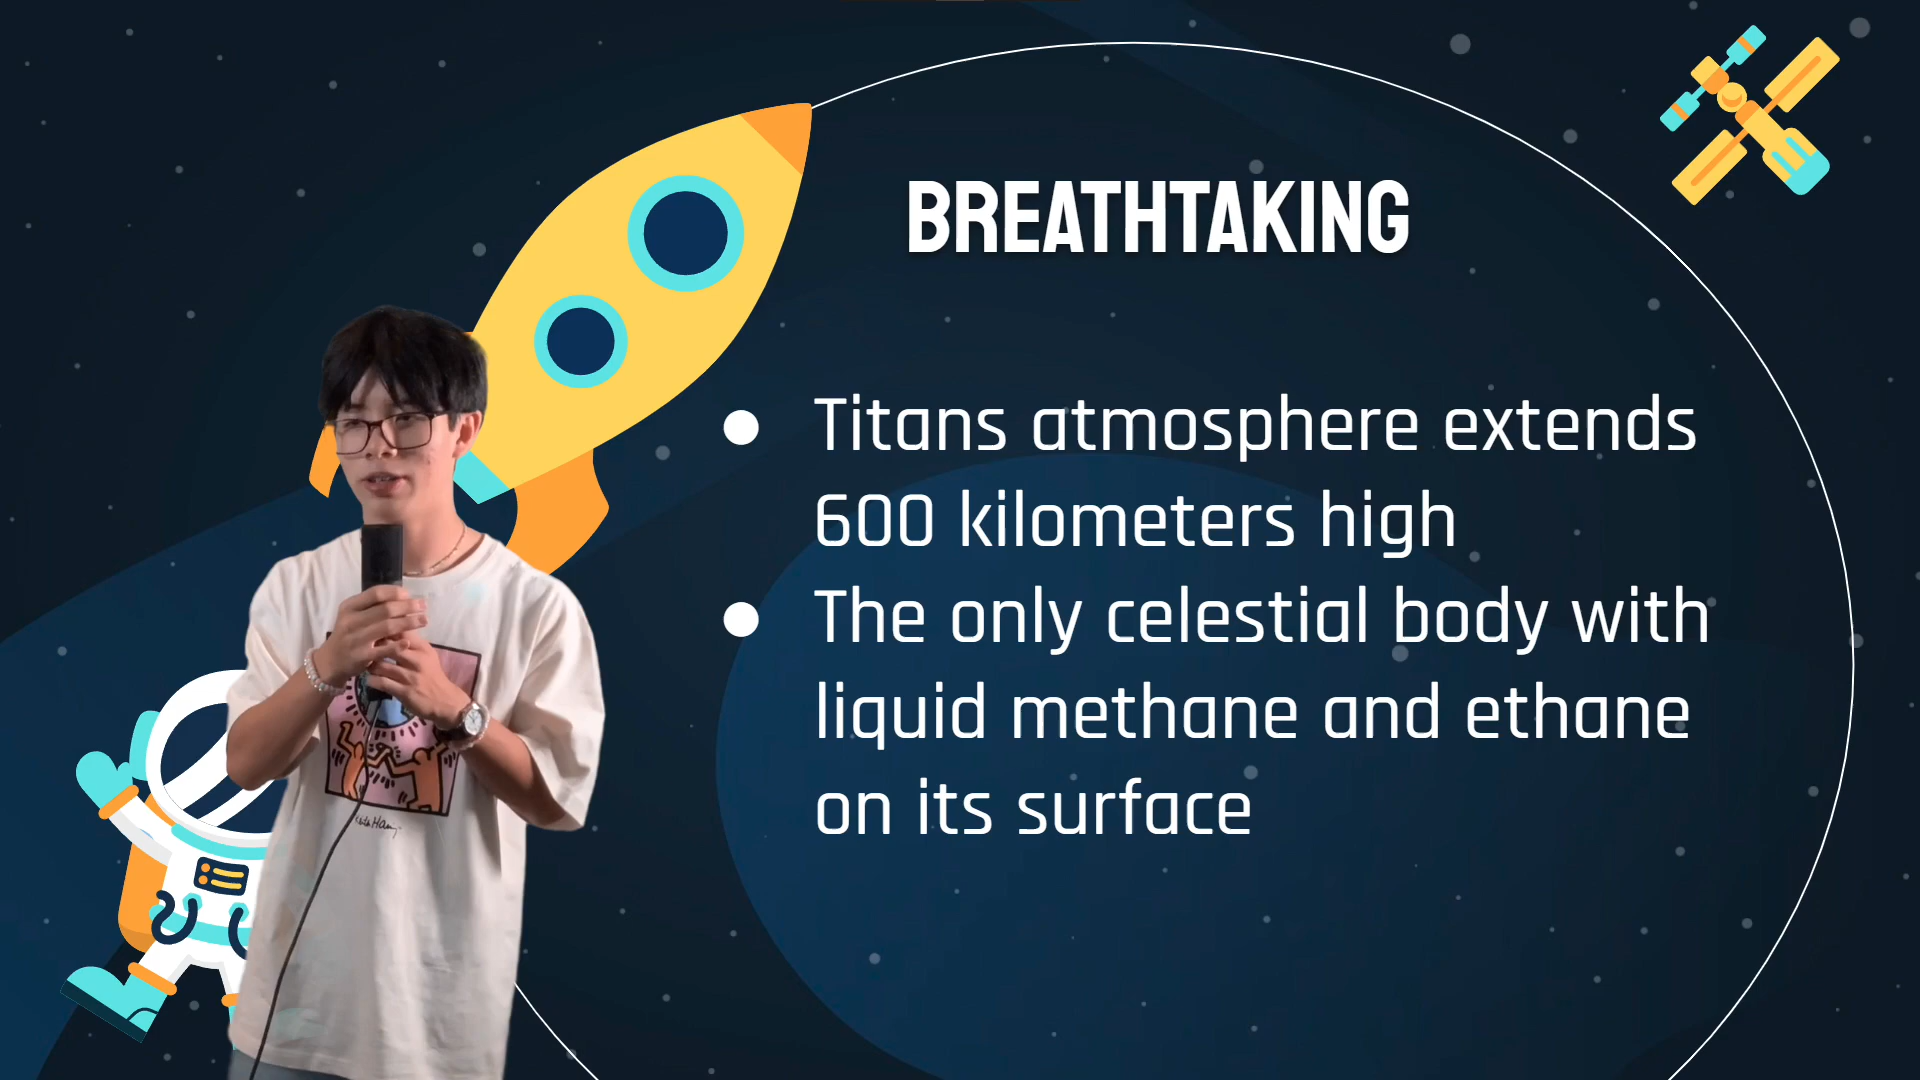 BREATHTAKING
● Titans atmosphere extends
600 kilometers high
● The only celestial body with
liquid methane and ethane
on its surface